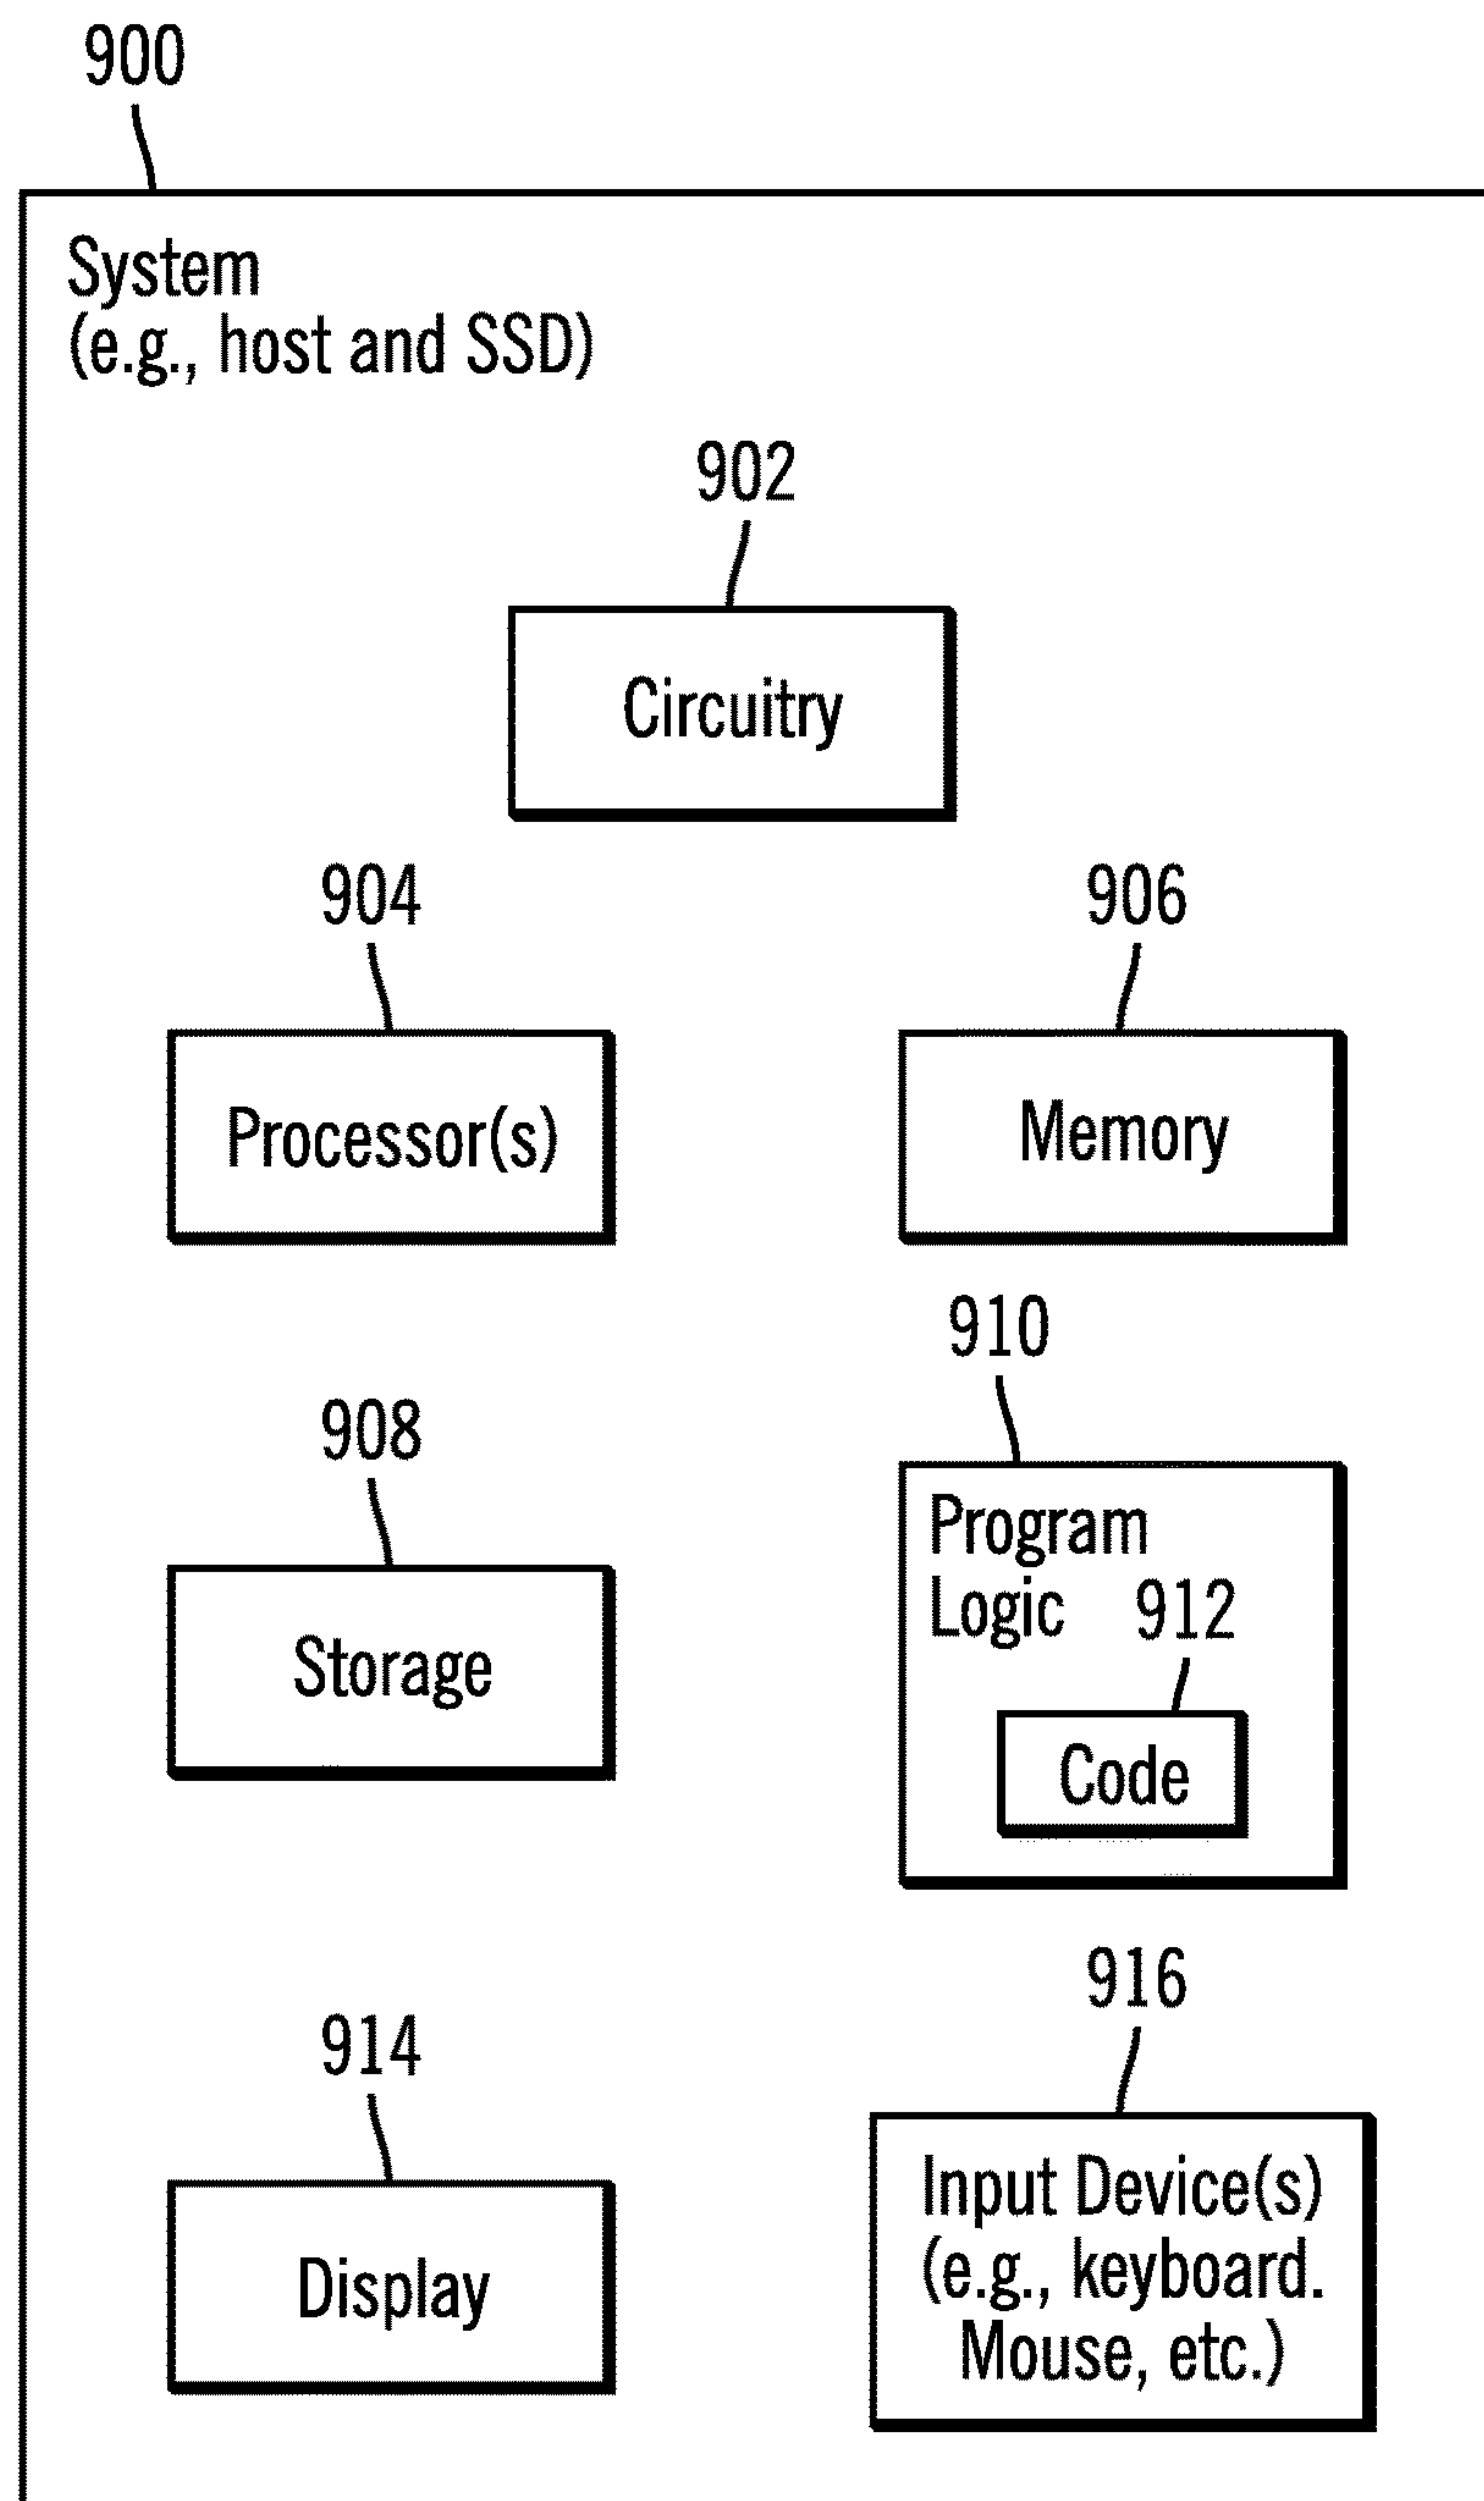 900
System
(e.g., host and SSD)
902
Circuitry
904
906
Processor(s)
Memory
910
908
Program
Logic
912
Storage
Code
916
914
Input Device(s)
(e.g., keyboard.
Mouse, etc.)
Display